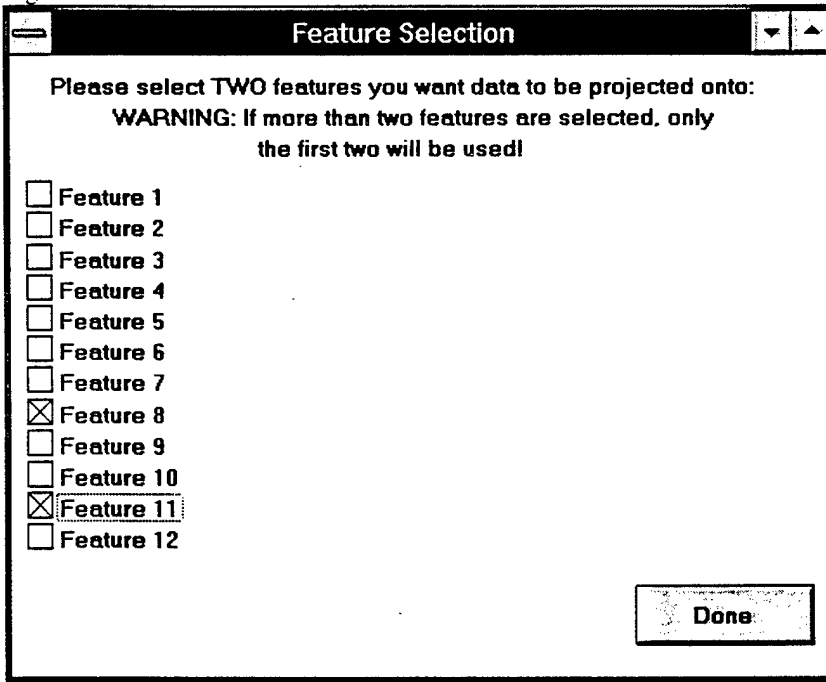 Feature Selection
Please select TWO features you want data to be projected onto:
WARNING: If more than two features are selected, only
the first two will be used!
Feature 1
Feature 2
Feature 3
Feature 4
Feature 5
Feature 6
Feature 7
Feature 8
Feature 9
Feature 10
Feature 11
Feature 12
Done